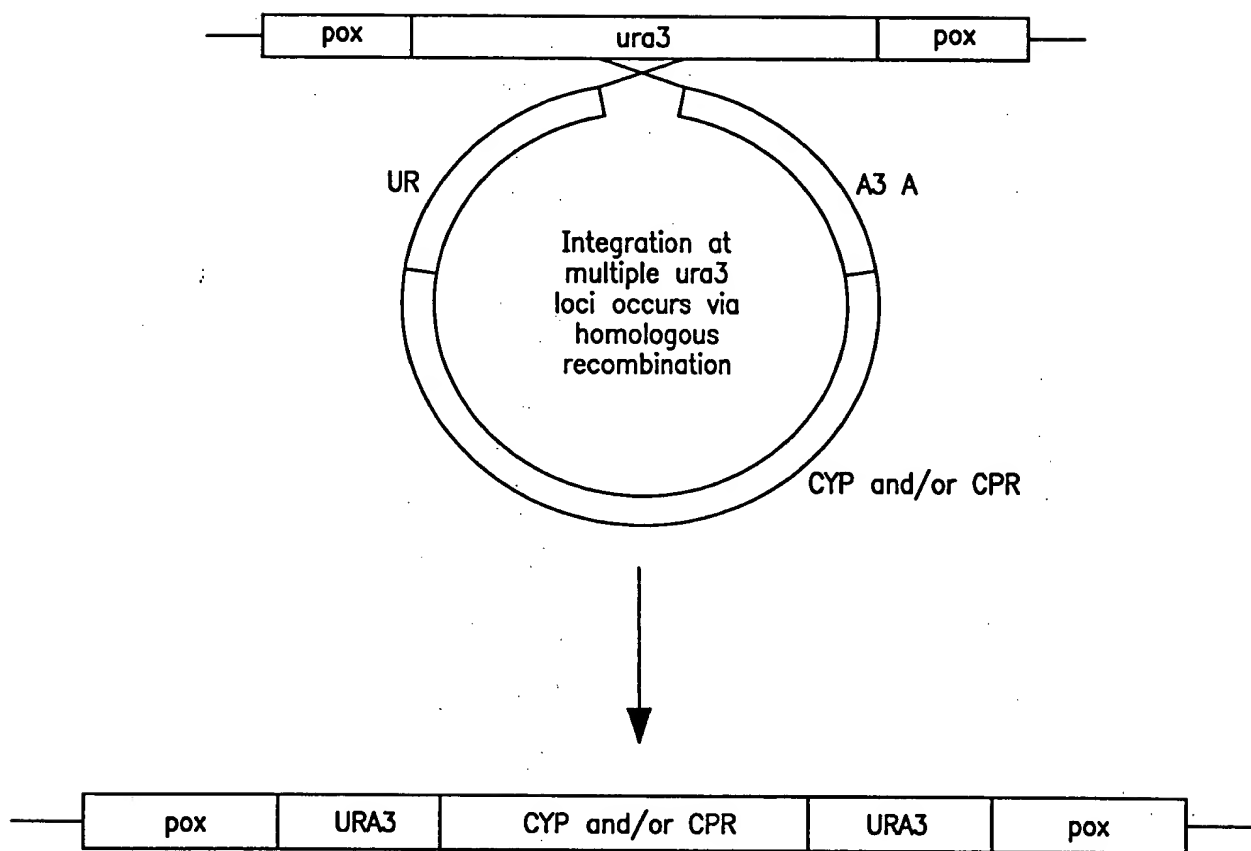 pox ura3 pox
UR
A3 A
Integration at
multiple ura3
loci occurs via
homologous
recombination
CYP and/or CPR
pox URA3 CYP and/or CPR URA3 pox